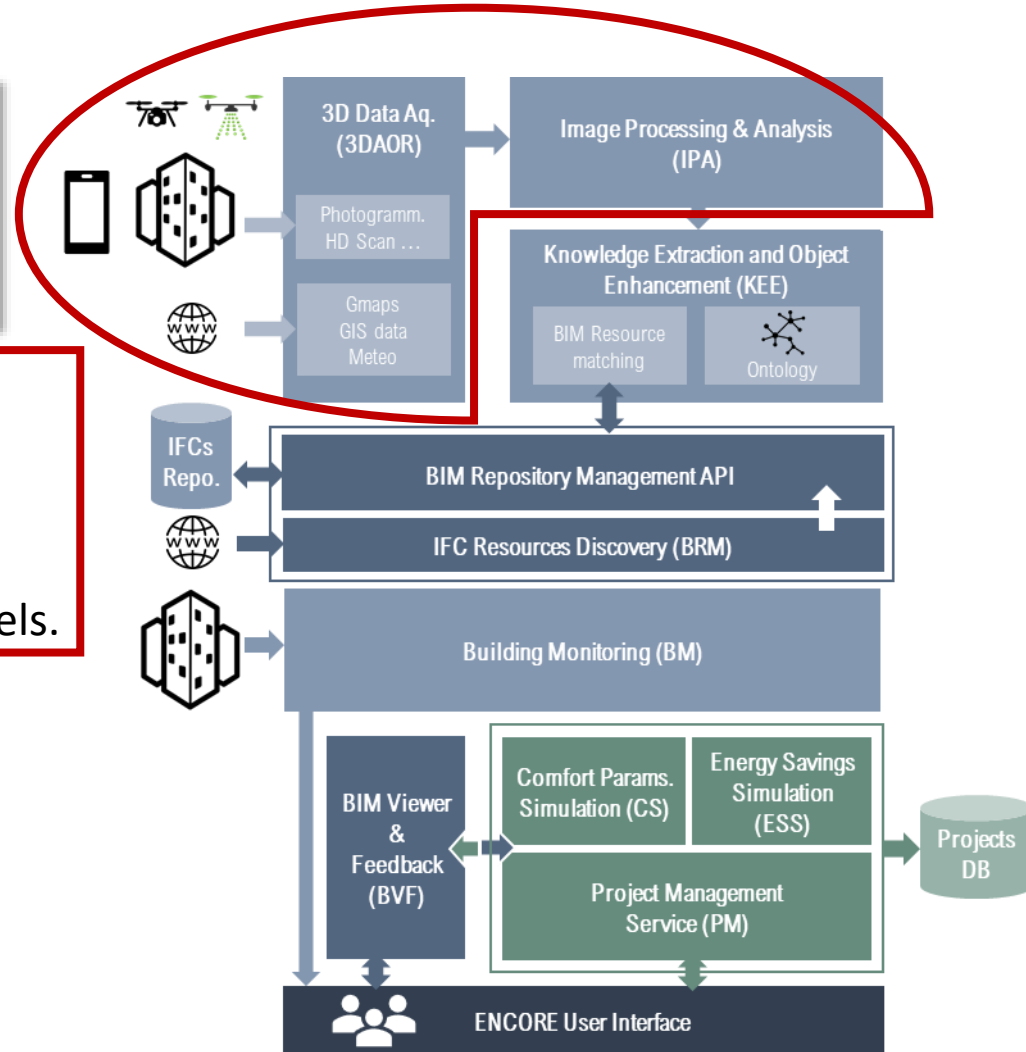 3D Data Aq.
(3DAOR)
Photogramm.
HD Scan ...
Gmaps
GIS data
Meteo
Image Processing & Analysis
(IPA)
Knowledge Extraction and Object
Enhancement (KEE)
BIM Resource
matching
Ontology
WWW
IFCs
Repo.
BIM Repository Management API
IFC Resources Discovery (BRM)
WWW
els.
Building Monitoring (BM)
BIM Viewer
&
Feedback
(BVF)
Comfort Params.
Simulation (CS)
Energy Savings
Simulation
(ESS)
Project Management
Service (PM)
Projects
DB
ENCORE User Interface